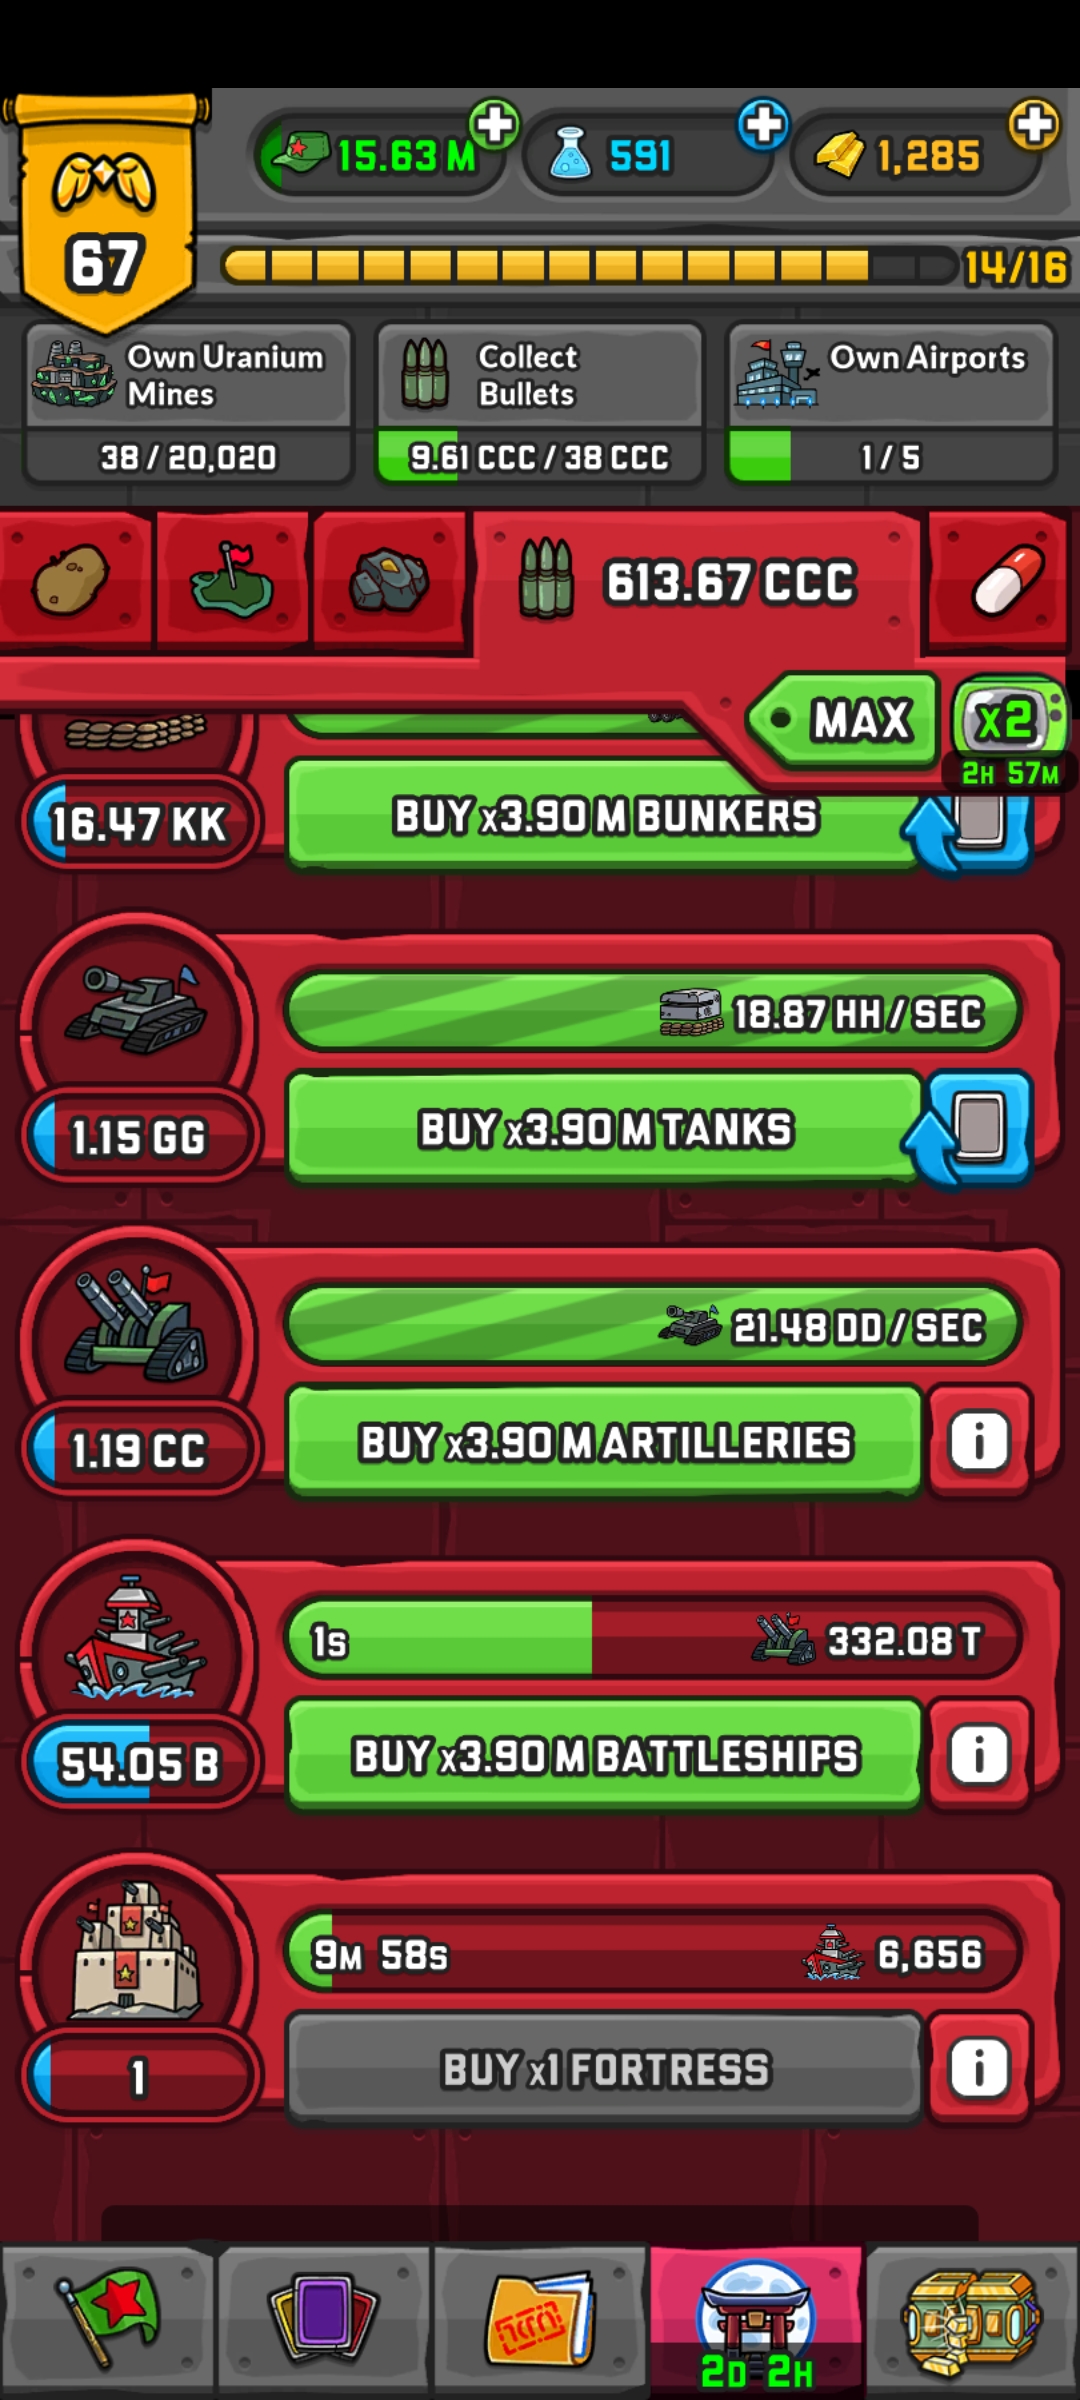 15.63 M
591
1,285
67
14/16
Own Uranium
Mines
38 / 20,020
Collect
Bullets
9.61 CCC / 38 CCC
Own Airports
1 / 5
613.67 CCC
MAX
x2
2H 57M
16.47 KK
BUY x3.90 M BUNKERS
18.87 HH / SEC
1.15 GG
BUY x3.90 M TANKS
21.48 DD / SEC
1.19 CC
BUY x3.90 M ARTILLERIES
i
1S
332.08 T
54.05 B
BUY x3.90 M BATTLESHIPS
i
9M 58S
6,656
1
BUY x1 FORTRESS
i
2D 2H